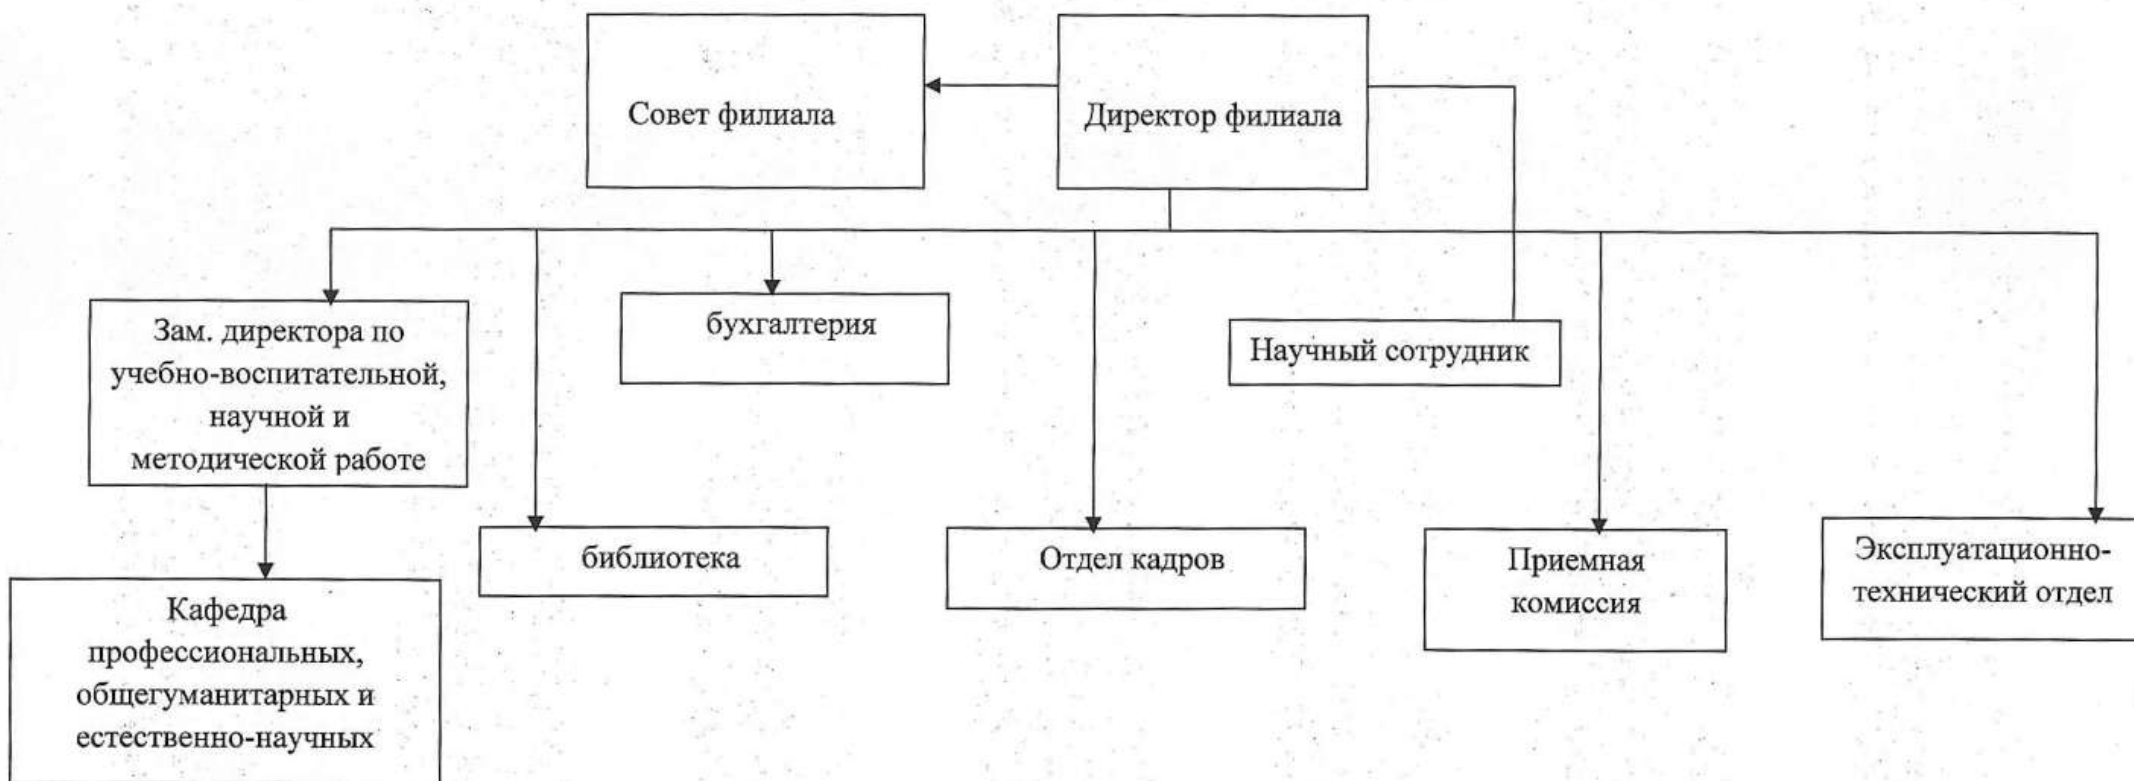 Совет филиала
Директор филиала
Зам. директора по
учебно-воспитательной,
научной и
методической работе
бухгалтерия
Научный сотрудник
библиотека
Отдел кадров
Приемная
комиссия
Эксплуатационно-
технический отдел
Кафедра
профессиональных,
общегуманитарных и
естественно-научных